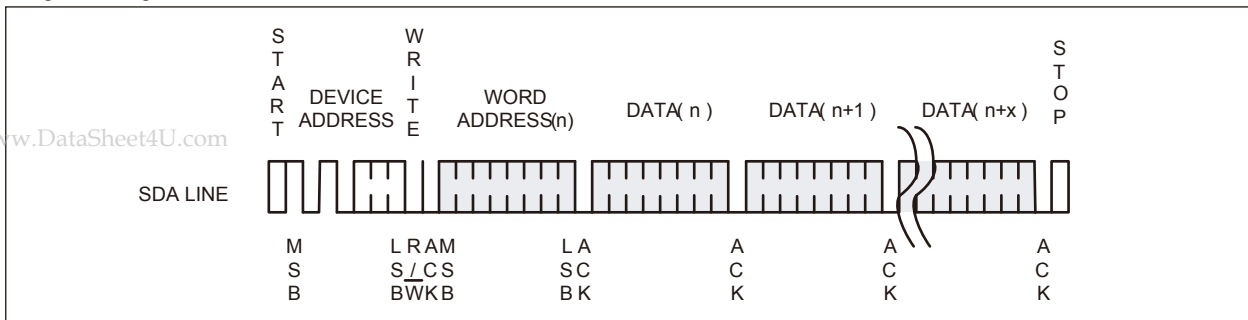 START
WRITE
STOP
DEVICE
ADDRESS
WORD
ADDRESS(n)
DATA( n )
DATA( n+1 )
DATA( n+x )
ww.DataSheet4U.com
SDA LINE
MSB
LSB
R/W
ACK
MSB
LSB
ACK
ACK
ACK
ACK